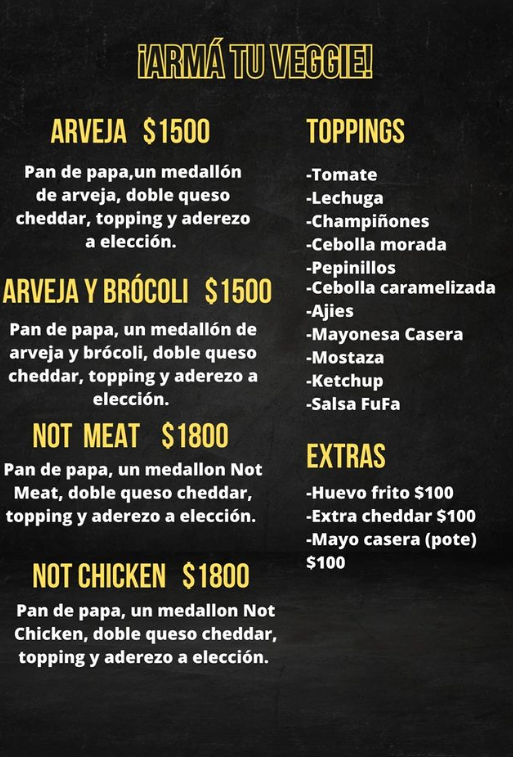 ¡ARMÁ TU VEGGIE!
ARVEJA $1500
Pan de papa,un medallón
de arveja, doble queso
cheddar, topping y aderezo
a elección.
ARVEJA Y BRÓCOLI $1500
Pan de papa, un medallón de
arveja y brócoli, doble queso
cheddar, topping y aderezo a
elección.
NOT MEAT $1800
Pan de papa, un medallon Not
Meat, doble queso cheddar,
topping y aderezo a elección.
NOT CHICKEN $1800
Pan de papa, un medallon Not
Chicken, doble queso cheddar,
topping y aderezo a elección.
TOPPINGS
-Tomate
-Lechuga
-Champiñones
-Cebolla morada
-Pepinillos
-Cebolla caramelizada
-Ajies
-Mayonesa Casera
-Mostaza
-Ketchup
-Salsa FuFa
EXTRAS
-Huevo frito $100
-Extra cheddar $100
-Mayo casera (pote)
$100